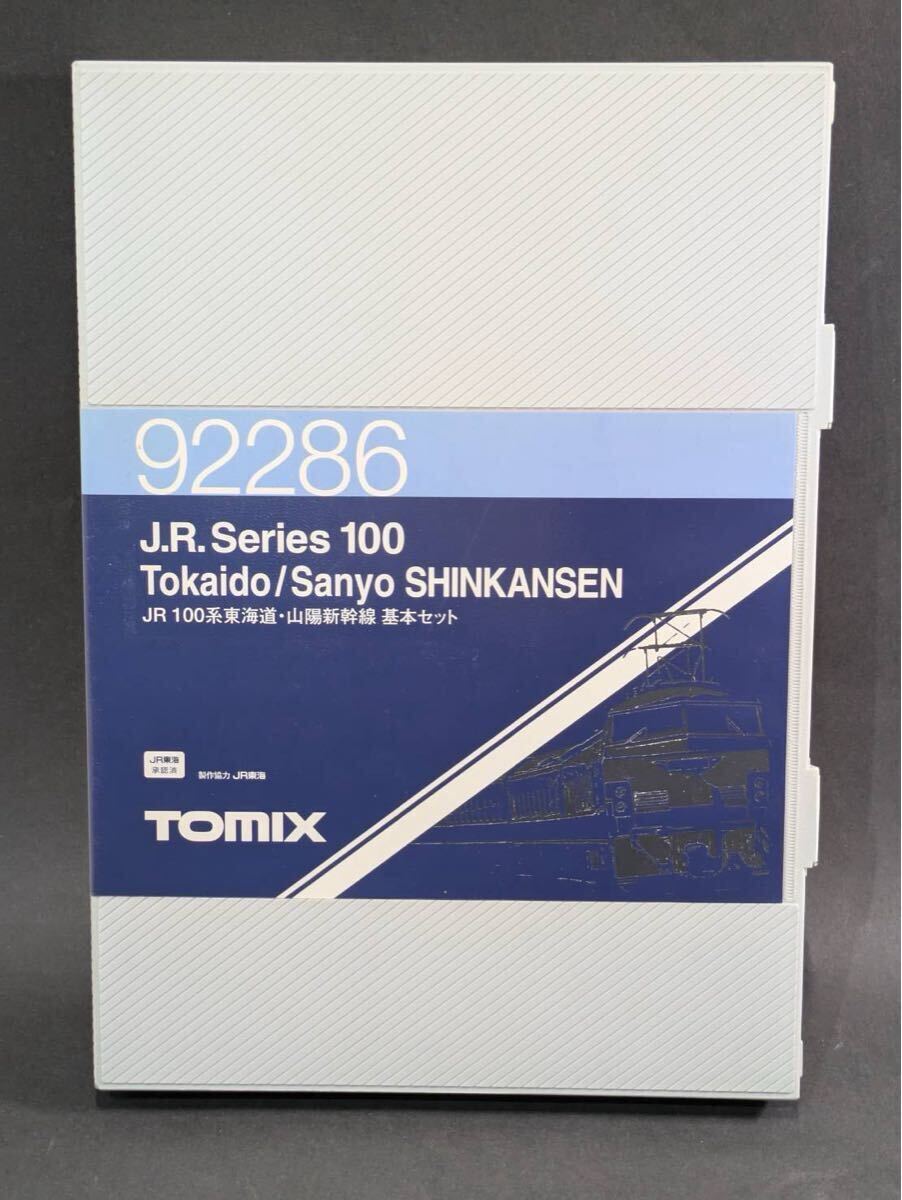 92286
J.R. Series 100
Tokaido/Sanyo SHINKANSEN
JR 100系東海道・山陽新幹線 基本セット
JR東海
承認済
製作協力 JR東海
TOMIX